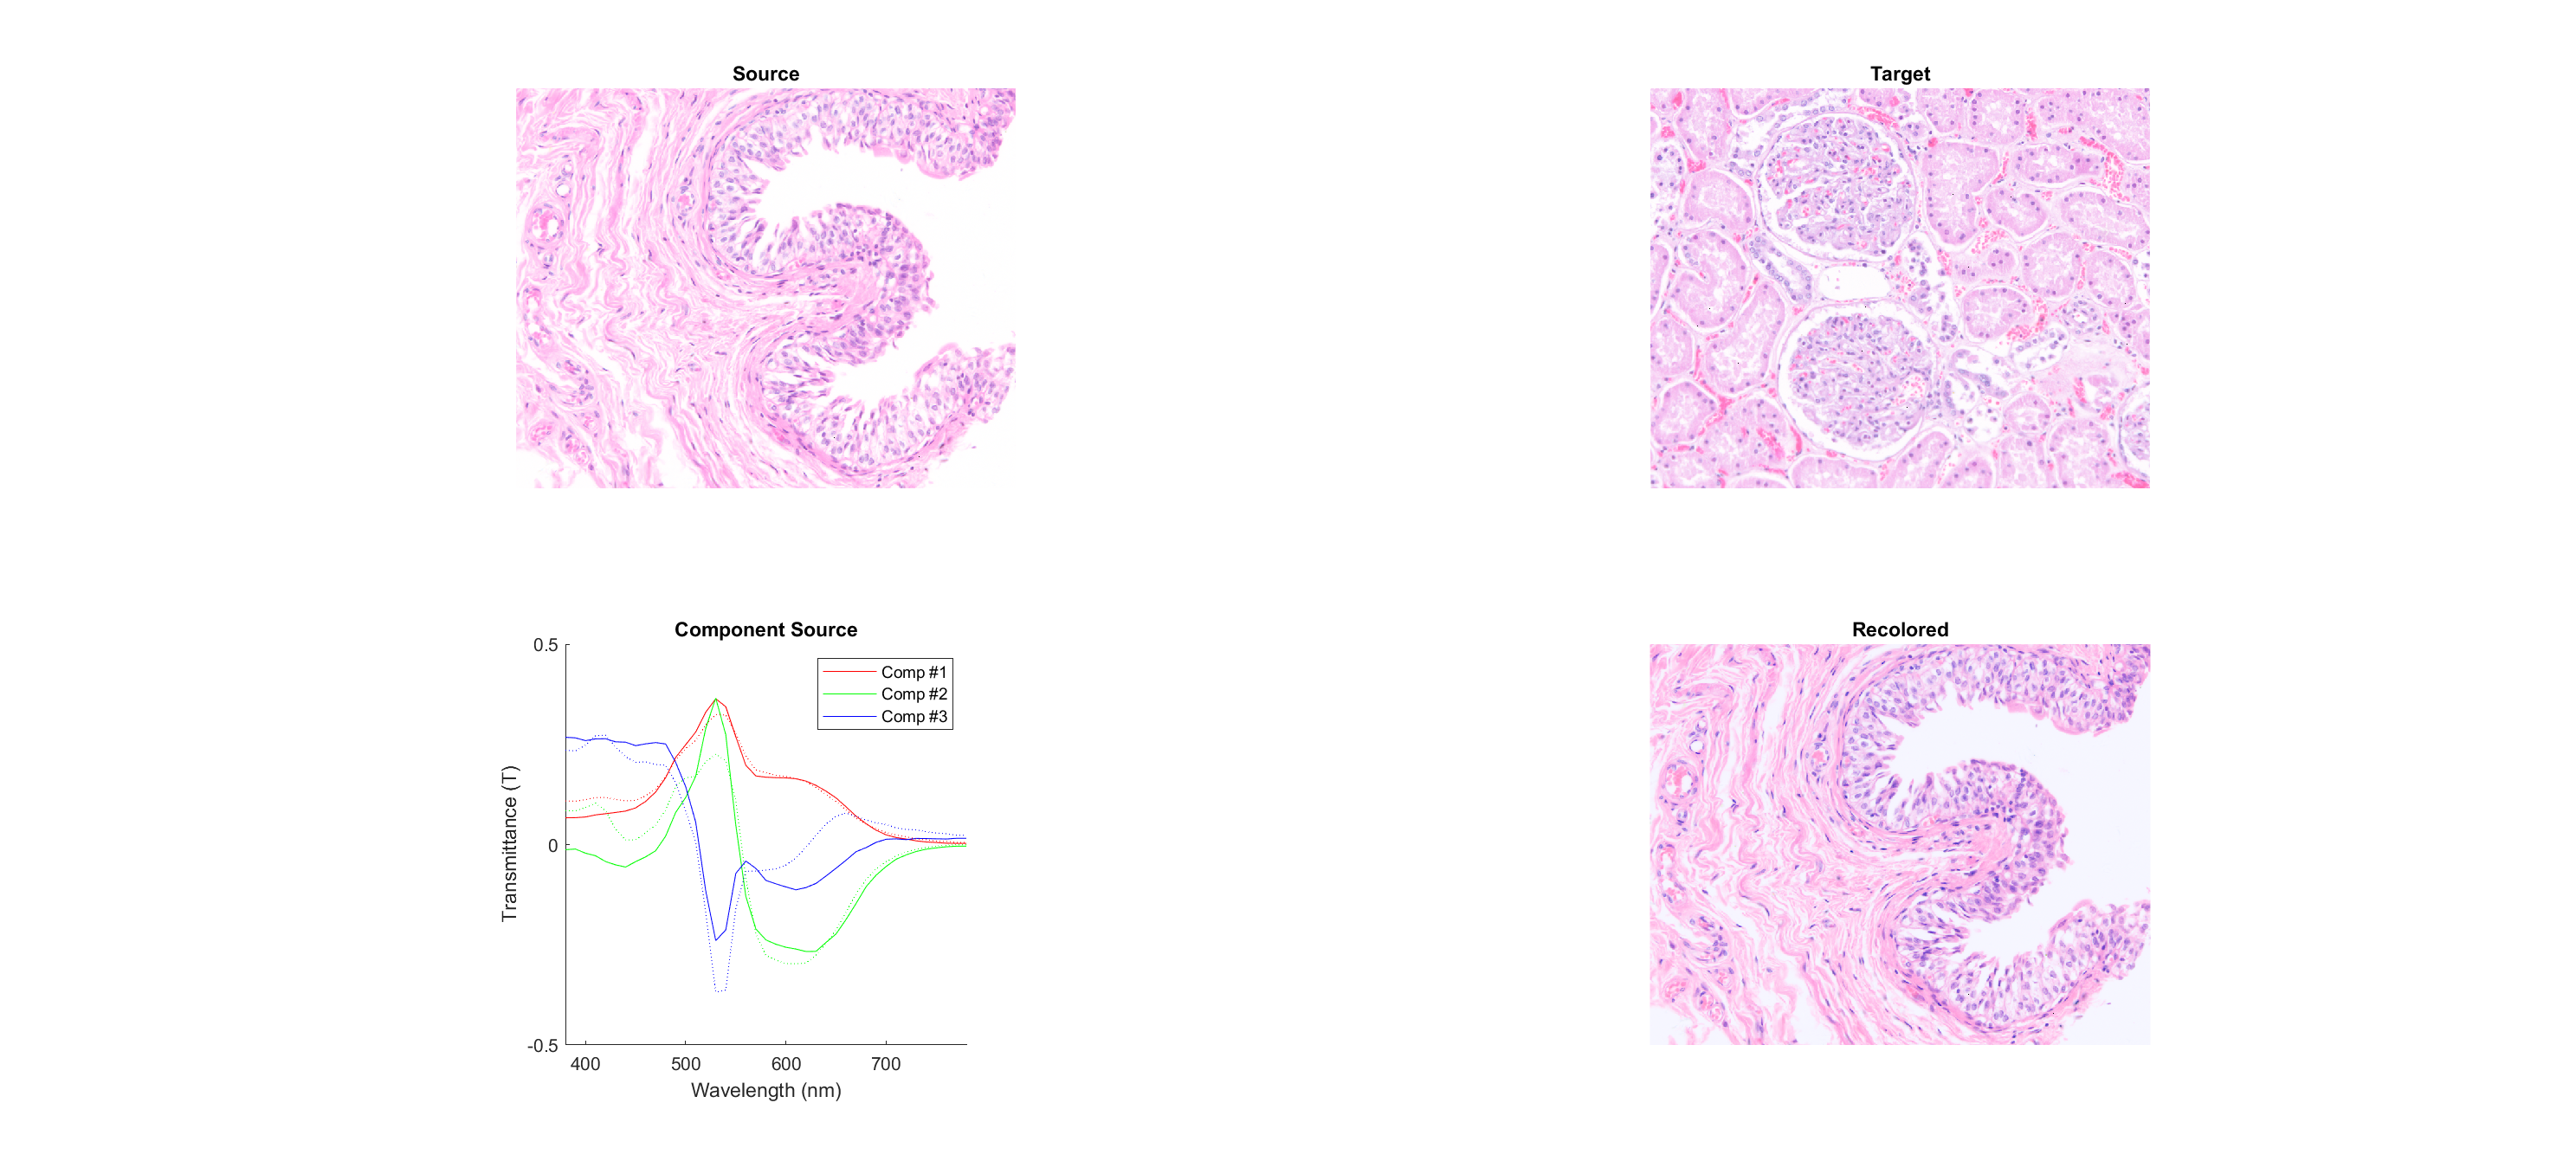 Source
Target
Component Source
0.5
0
-0.5
Transmittance (T)
400 500 600 700
Wavelength (nm)
Comp #1
Comp #2
Comp #3
Recolored